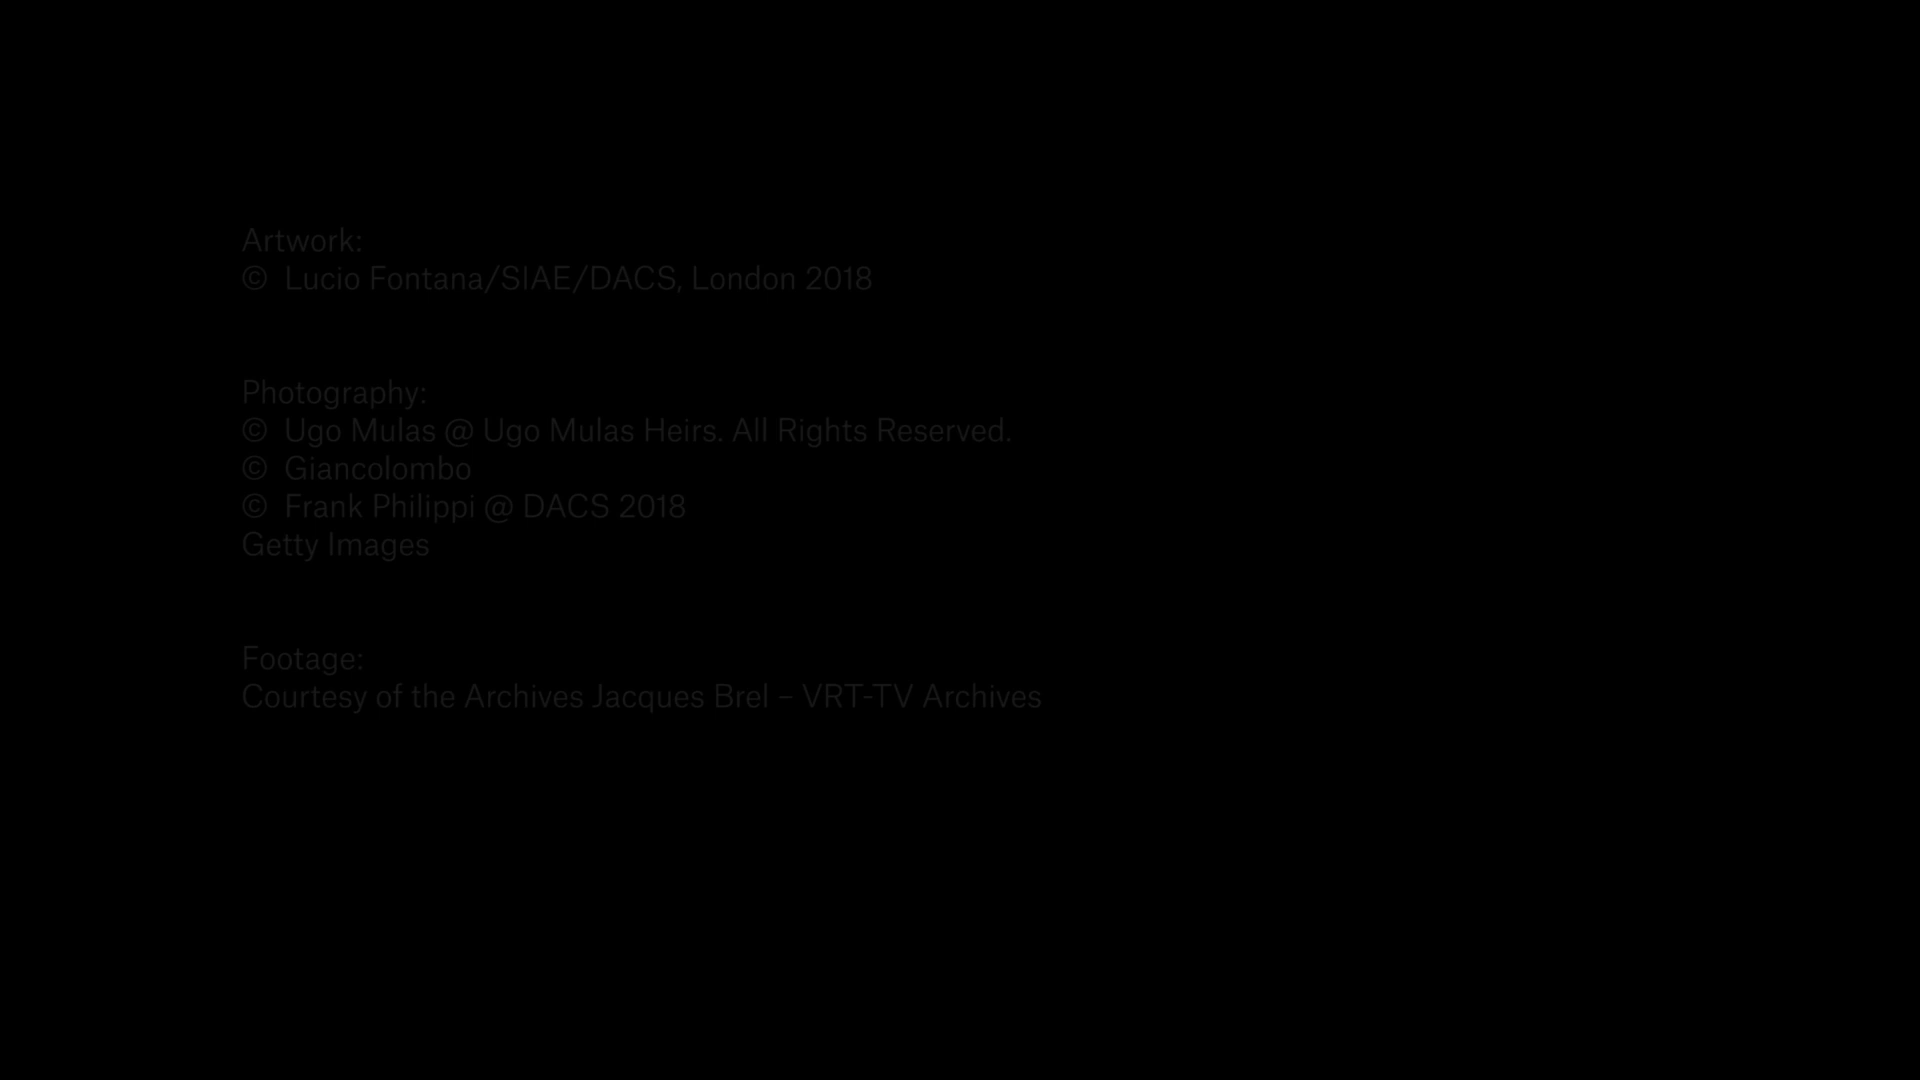 Artwork:
© Lucio Fontana/SIAE/DACS, London 2018
Photography:
© Ugo Mulas @ Ugo Mulas Heirs. All Rights Reserved.
© Giancolombo
© Frank Philippi @ DACS 2018
Getty Images
Footage:
Courtesy of the Archives Jacques Brel – VRT-TV Archives